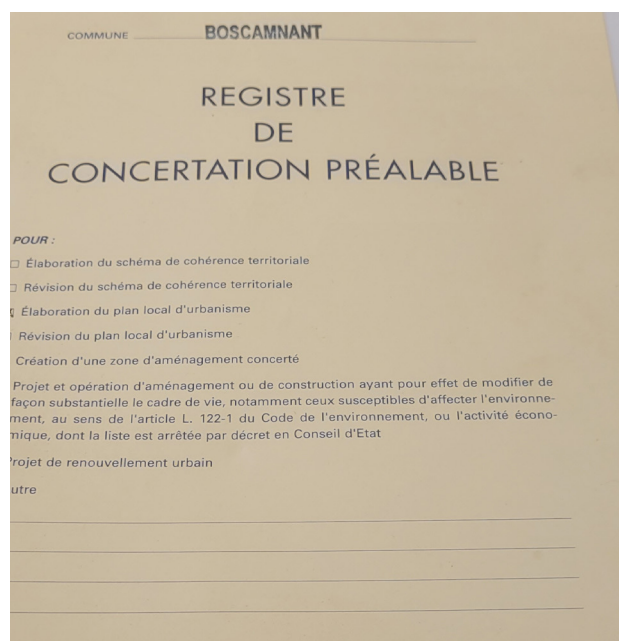 COMMUNE BOSCAMNANT
REGISTRE
DE
CONCERTATION PRÉALABLE
POUR :
Élaboration du schéma de cohérence territoriale
Révision du schéma de cohérence territoriale
Élaboration du plan local d'urbanisme
Révision du plan local d'urbanisme
Création d'une zone d'aménagement concerté
Projet et opération d'aménagement ou de construction ayant pour effet de modifier de
façon substantielle le cadre de vie, notamment ceux susceptibles d'affecter l'environne-
ment, au sens de l'article L. 122-1 du Code de l'environnement, ou l'activité écono-
mique, dont la liste est arrêtée par décret en Conseil d'Etat
Projet de renouvellement urbain
utre